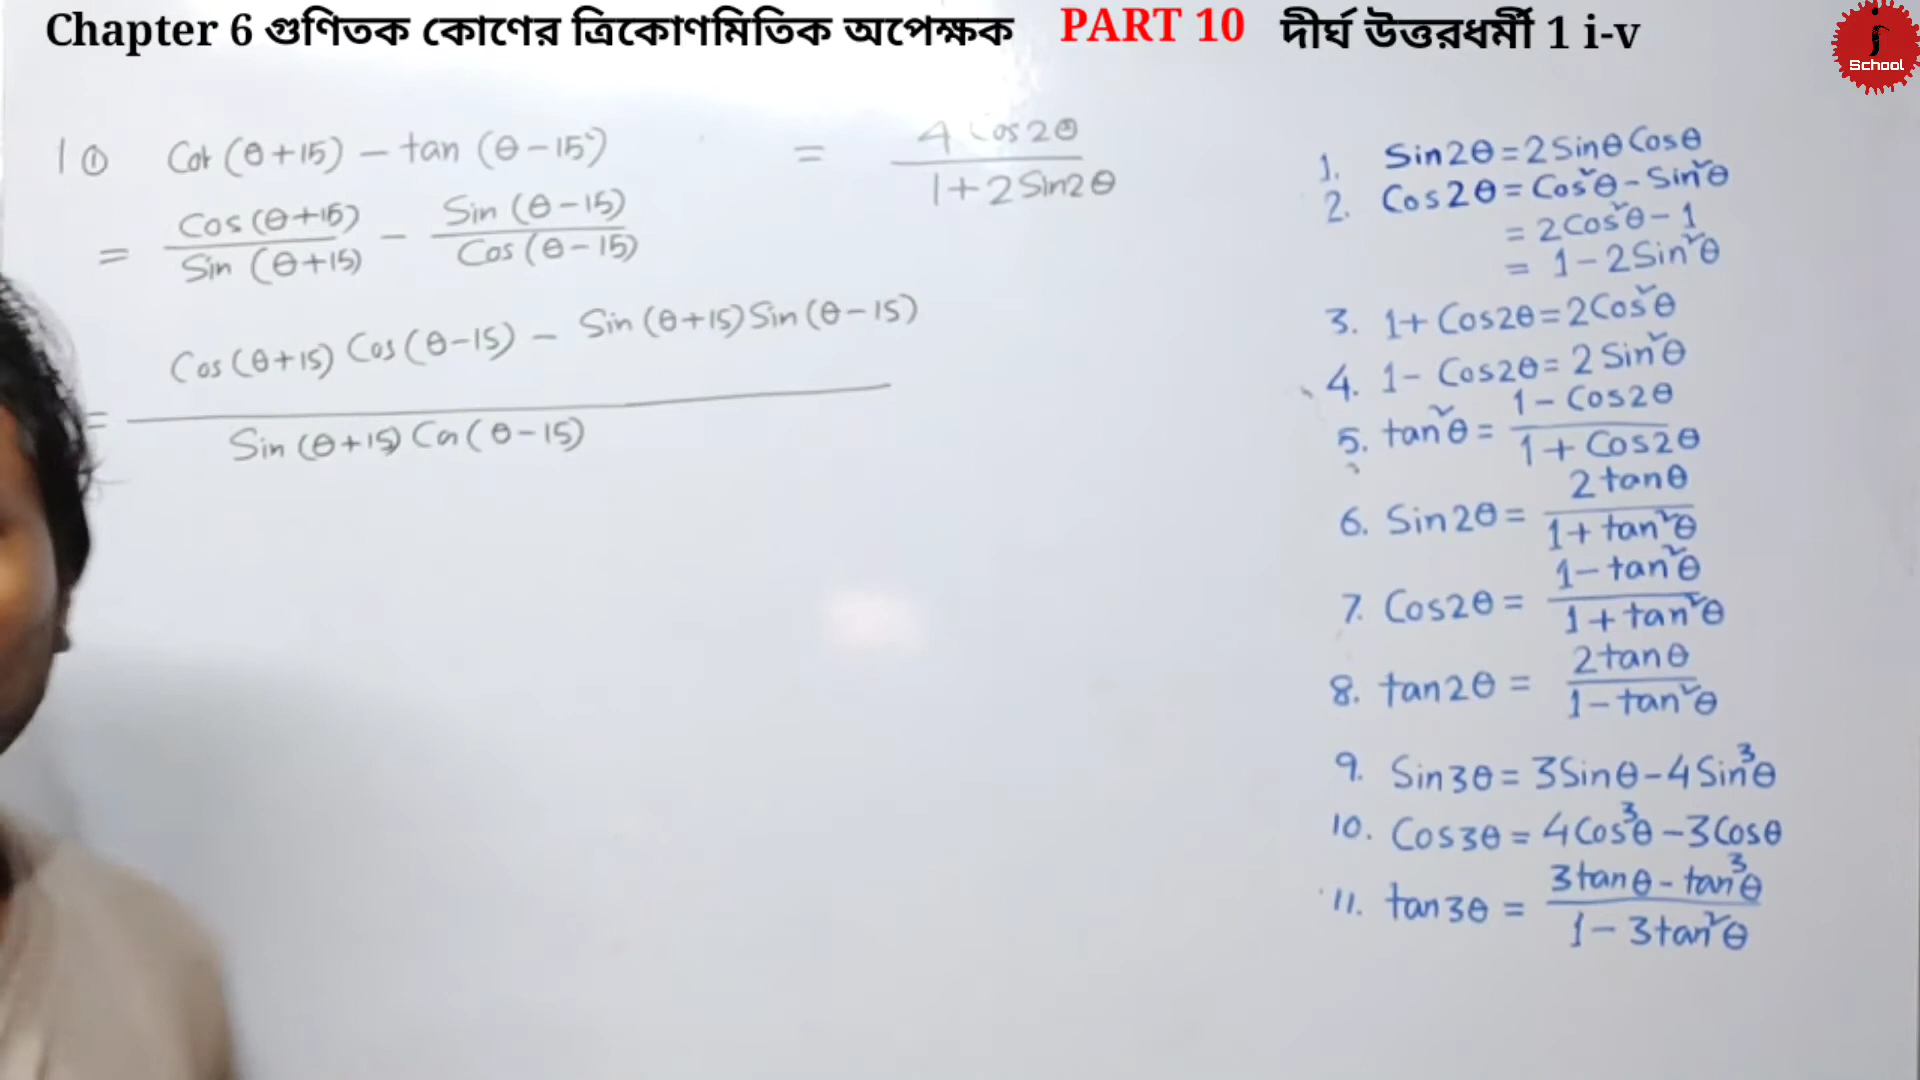 Chapter 6 গুণিতক কোণের ত্রিকোণমিতিক অপেক্ষক PART 10 দীর্ঘ উত্তরধর্মী 1 i-v
School
1 ① Cot (θ+15) − tan (θ−15°) = 4 Cos2θ / 1+2Sin2θ
= Cos(θ+15) / Sin (θ+15) − Sin (θ−15) / Cos (θ−15)
= Cos(θ+15) Cos(θ−15) − Sin(θ+15) Sin(θ−15) / Sin(θ+15) Cos(θ−15)
1. Sin2θ=2SinθCosθ
2. Cos2θ=Cos²θ−Sin²θ
= 2Cos²θ−1
= 1−2Sin²θ
3. 1+Cos2θ=2Cos²θ
4. 1−Cos2θ=2Sin²θ
5. tan²θ= 1−Cos2θ / 1+Cos2θ
6. Sin2θ= 2tanθ / 1+tan²θ
7. Cos2θ= 1−tan²θ / 1+tan²θ
8. tan2θ = 2tanθ / 1−tan²θ
9. Sin3θ=3Sinθ−4Sin³θ
10. Cos3θ=4Cos³θ−3Cosθ
11. tan3θ = 3tanθ−tan³θ / 1−3tan²θ